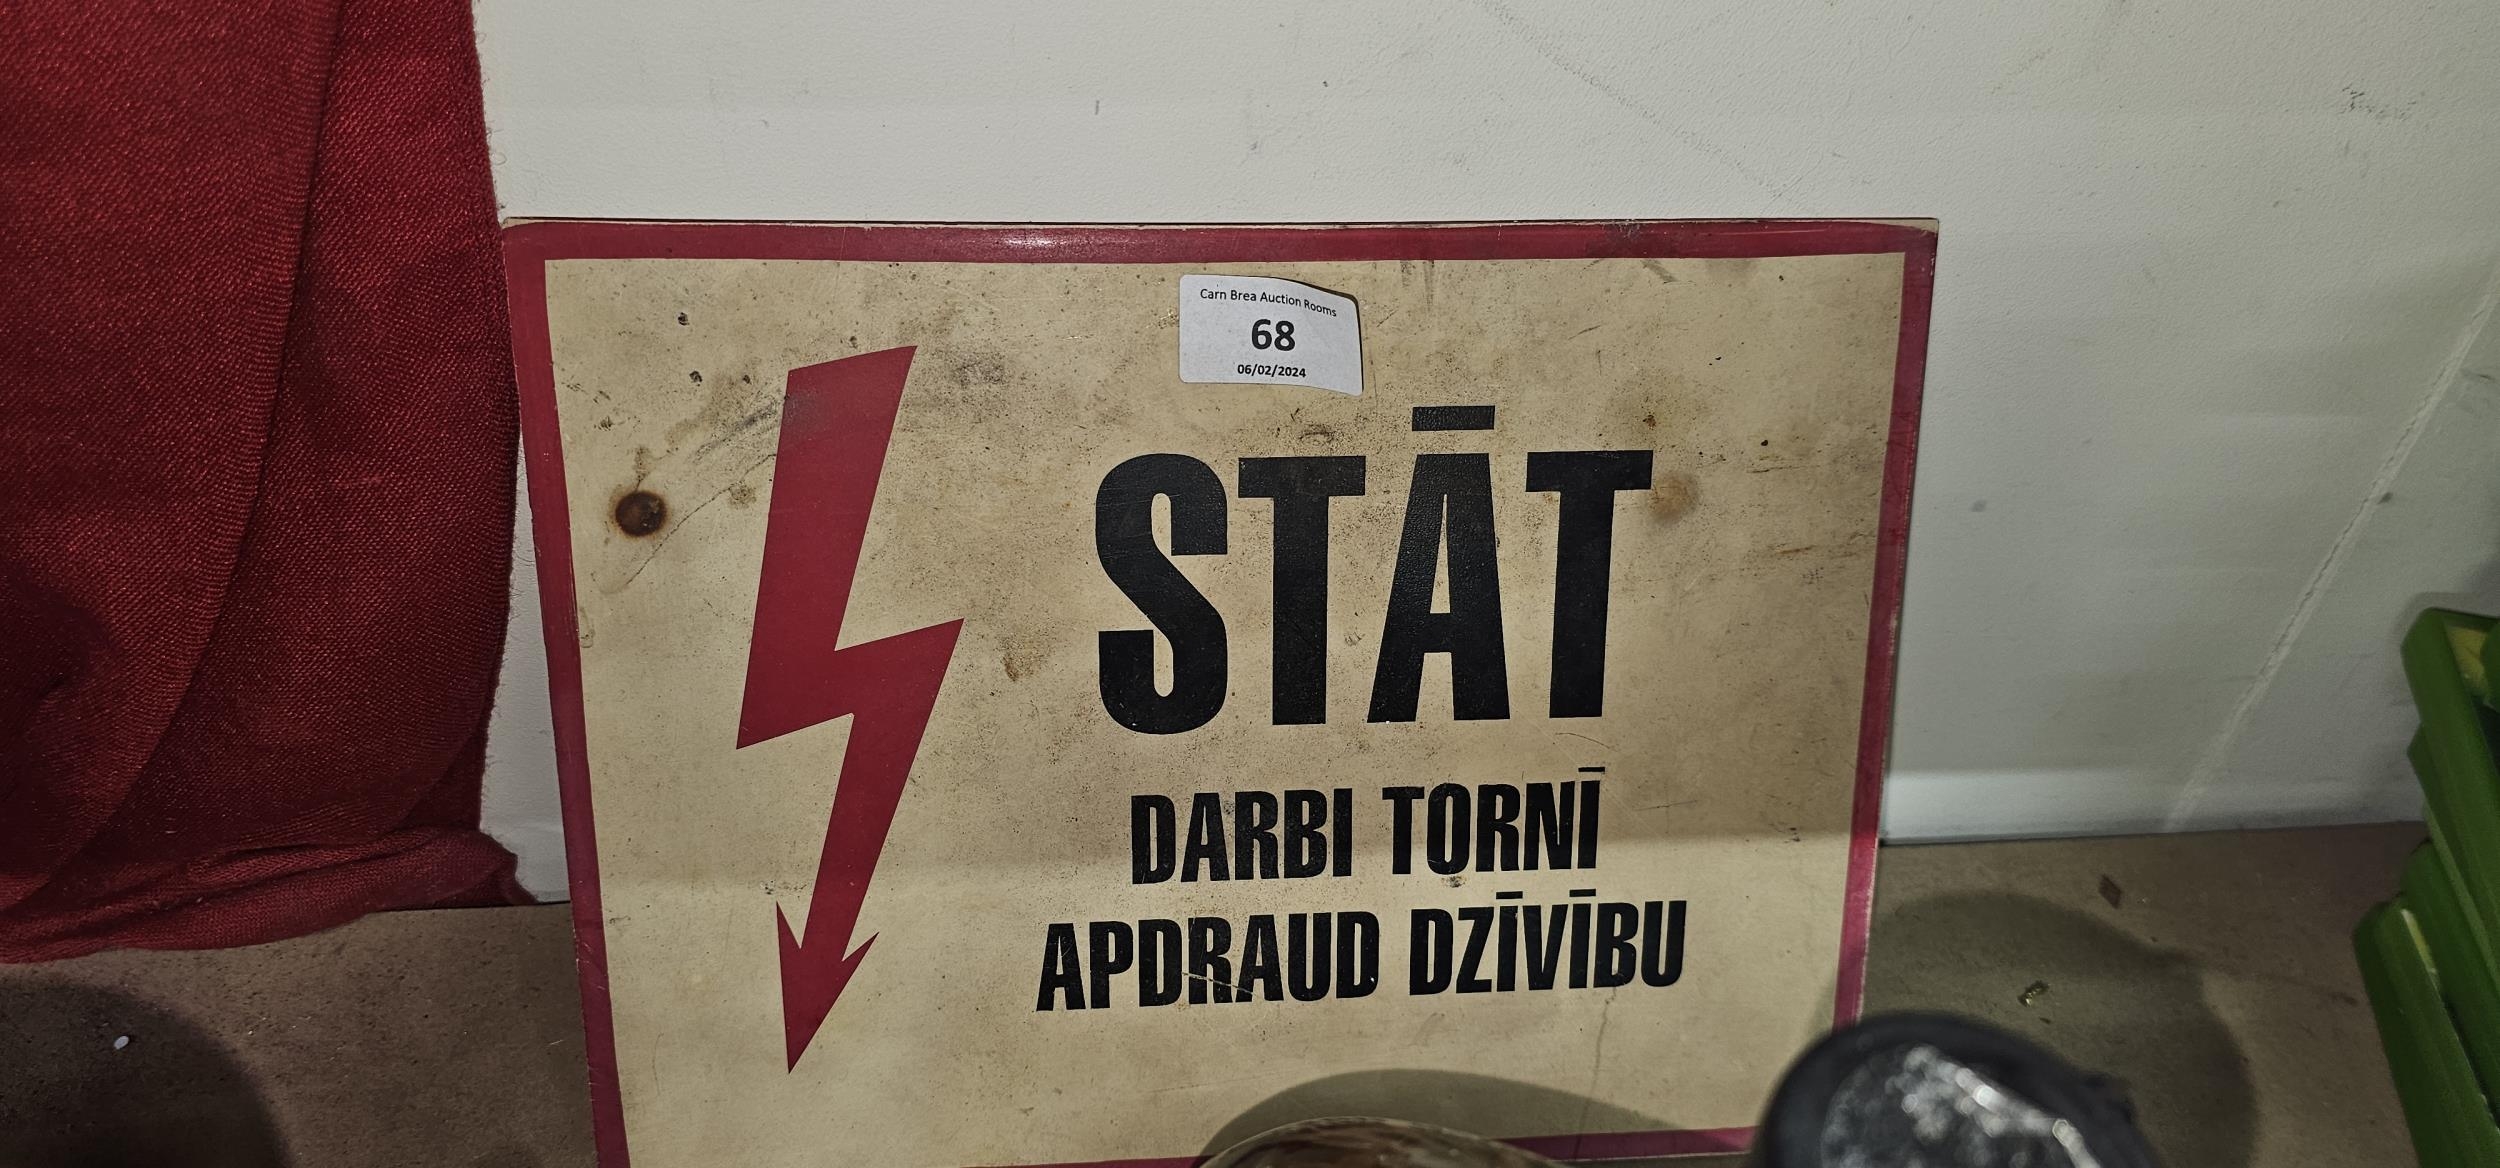 Carn Brea Auction Rooms
68
06/02/2024
STĀT
DARBI TORNĪ
APDRAUD DZĪVĪBU